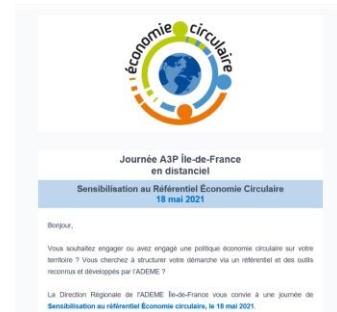 économie circulaire
Journée A3P Île-de-France
en distanciel
Sensibilisation au Référentiel Économie Circulaire
18 mai 2021
Bonjour,
Vous souhaitez engager ou avez engagé une politique économie circulaire sur votre
territoire ? Vous cherchez à structurer votre démarche via un référentiel et des outils
reconnus et développés par l'ADEME ?
La Direction Régionale de l'ADEME Île-de-France vous convie à une journée de
Sensibilisation au référentiel Économie circulaire, le 18 mai 2021.